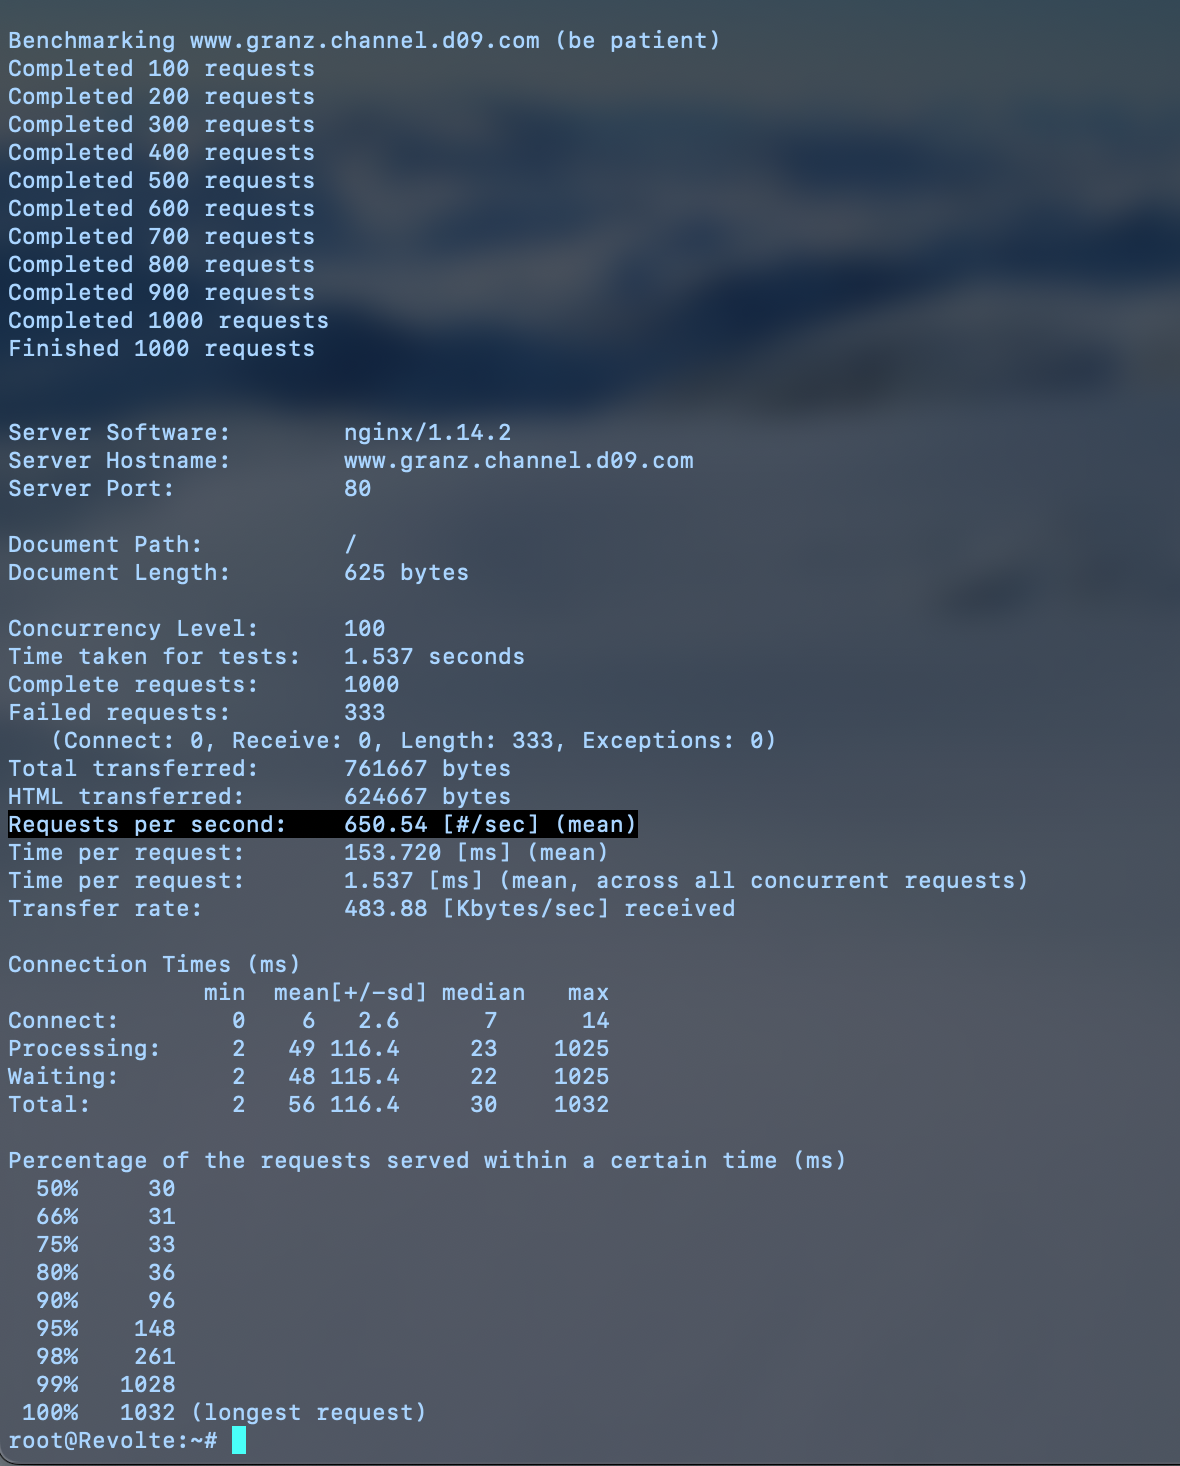 Benchmarking www.granz.channel.d09.com (be patient)
Completed 100 requests
Completed 200 requests
Completed 300 requests
Completed 400 requests
Completed 500 requests
Completed 600 requests
Completed 700 requests
Completed 800 requests
Completed 900 requests
Completed 1000 requests
Finished 1000 requests
Server Software:        nginx/1.14.2
Server Hostname:        www.granz.channel.d09.com
Server Port:            80
Document Path:          /
Document Length:        625 bytes
Concurrency Level:      100
Time taken for tests:   1.537 seconds
Complete requests:      1000
Failed requests:        333
   (Connect: 0, Receive: 0, Length: 333, Exceptions: 0)
Total transferred:      761667 bytes
HTML transferred:       624667 bytes
Requests per second:    650.54 [#/sec] (mean)
Time per request:       153.720 [ms] (mean)
Time per request:       1.537 [ms] (mean, across all concurrent requests)
Transfer rate:          483.88 [Kbytes/sec] received
Connection Times (ms)
              min  mean[+/-sd] median   max
Connect:        0    6   2.6      7      14
Processing:     2   49 116.4     23    1025
Waiting:        2   48 115.4     22    1025
Total:          2   56 116.4     30    1032
Percentage of the requests served within a certain time (ms)
  50%     30
  66%     31
  75%     33
  80%     36
  90%     96
  95%    148
  98%    261
  99%   1028
 100%   1032 (longest request)
root@Revolte:~#